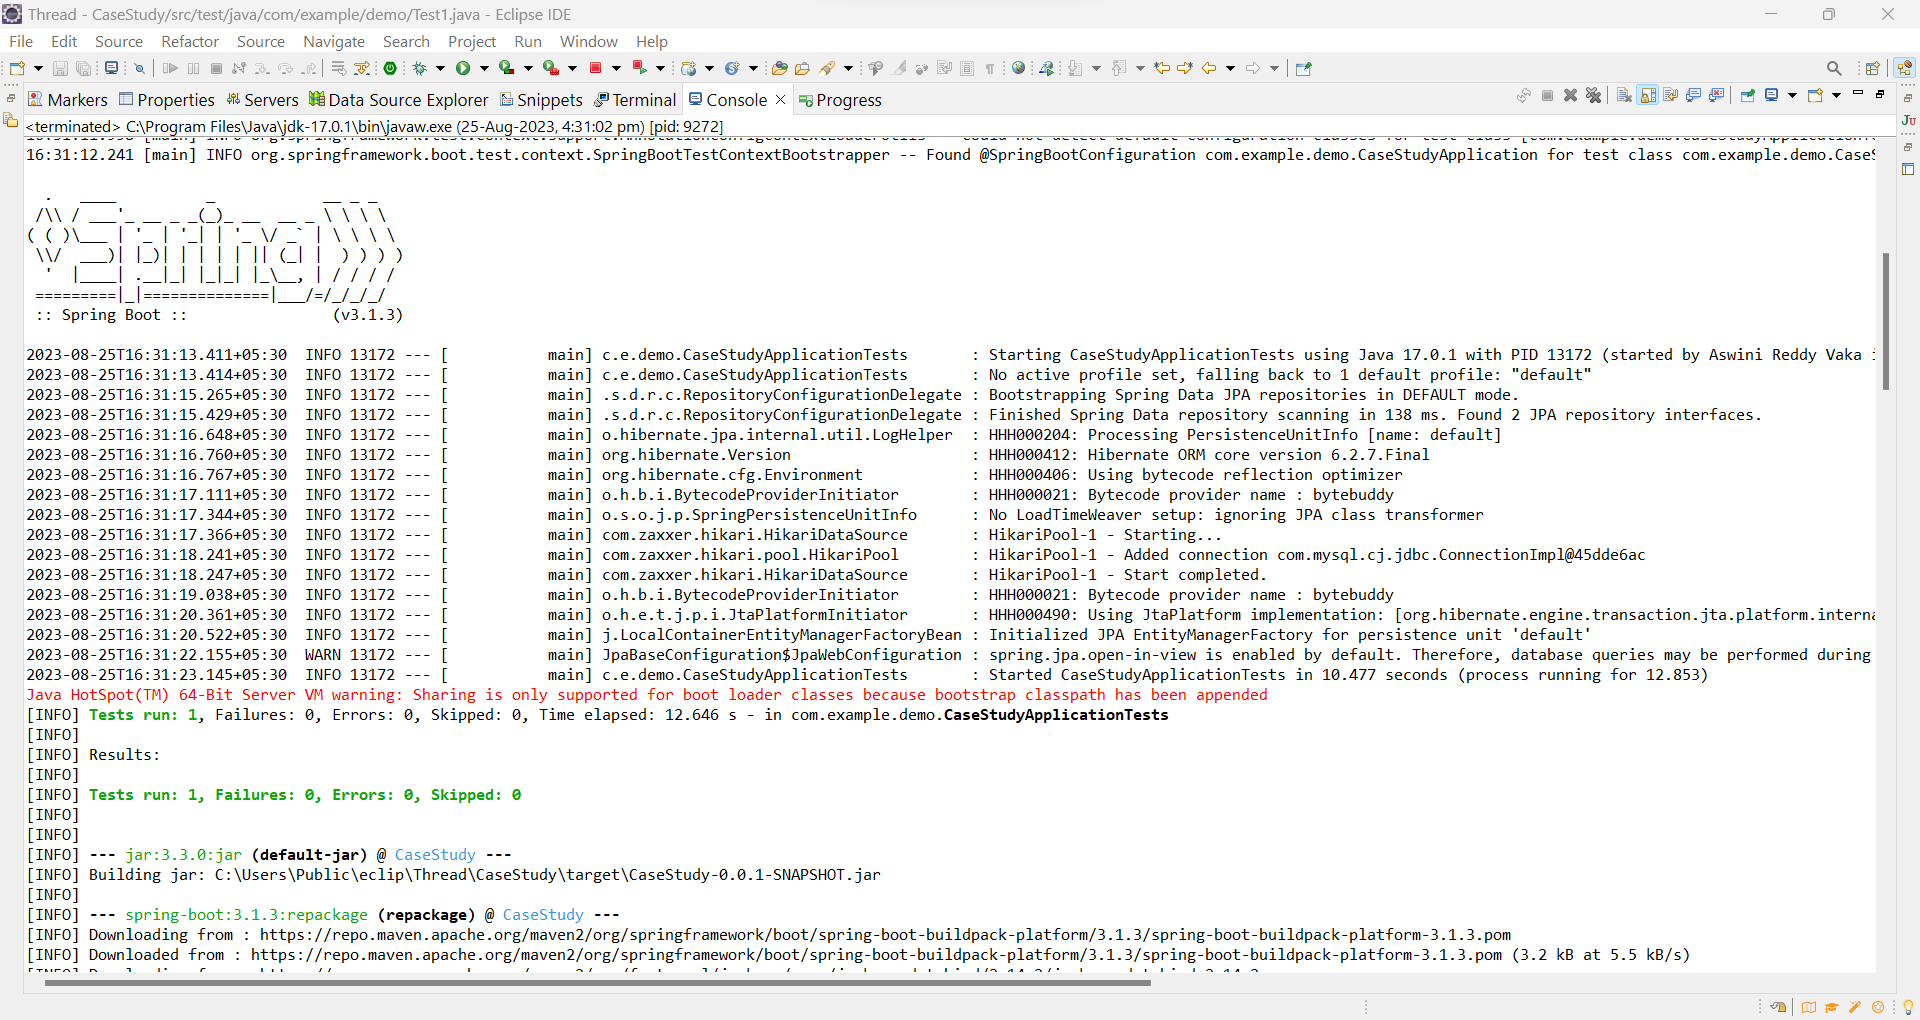 Thread - CaseStudy/src/test/java/com/example/demo/Test1.java - Eclipse IDE
File Edit Source Refactor Source Navigate Search Project Run Window Help
Markers Properties Servers Data Source Explorer Snippets Terminal Console Progress
<terminated> C:\Program Files\Java\jdk-17.0.1\bin\javaw.exe (25-Aug-2023, 4:31:02 pm) [pid: 9272]
16:31:12.241 [main] INFO org.springframework.boot.test.context.SpringBootTestContextBootstrapper -- Found @SpringBootConfiguration com.example.demo.CaseStudyApplication for test class com.example.demo.CaseS
:: Spring Boot :: (v3.1.3)
2023-08-25T16:31:13.411+05:30  INFO 13172 --- [           main] c.e.demo.CaseStudyApplicationTests       : Starting CaseStudyApplicationTests using Java 17.0.1 with PID 13172 (started by Aswini Reddy Vaka i
2023-08-25T16:31:13.414+05:30  INFO 13172 --- [           main] c.e.demo.CaseStudyApplicationTests       : No active profile set, falling back to 1 default profile: "default"
2023-08-25T16:31:15.265+05:30  INFO 13172 --- [           main] .s.d.r.c.RepositoryConfigurationDelegate : Bootstrapping Spring Data JPA repositories in DEFAULT mode.
2023-08-25T16:31:15.429+05:30  INFO 13172 --- [           main] .s.d.r.c.RepositoryConfigurationDelegate : Finished Spring Data repository scanning in 138 ms. Found 2 JPA repository interfaces.
2023-08-25T16:31:16.648+05:30  INFO 13172 --- [           main] o.hibernate.jpa.internal.util.LogHelper  : HHH000204: Processing PersistenceUnitInfo [name: default]
2023-08-25T16:31:16.760+05:30  INFO 13172 --- [           main] org.hibernate.Version                    : HHH000412: Hibernate ORM core version 6.2.7.Final
2023-08-25T16:31:16.767+05:30  INFO 13172 --- [           main] org.hibernate.cfg.Environment            : HHH000406: Using bytecode reflection optimizer
2023-08-25T16:31:17.111+05:30  INFO 13172 --- [           main] o.h.b.i.BytecodeProviderInitiator        : HHH000021: Bytecode provider name : bytebuddy
2023-08-25T16:31:17.344+05:30  INFO 13172 --- [           main] o.s.o.j.p.SpringPersistenceUnitInfo      : No LoadTimeWeaver setup: ignoring JPA class transformer
2023-08-25T16:31:17.366+05:30  INFO 13172 --- [           main] com.zaxxer.hikari.HikariDataSource       : HikariPool-1 - Starting...
2023-08-25T16:31:18.241+05:30  INFO 13172 --- [           main] com.zaxxer.hikari.pool.HikariPool        : HikariPool-1 - Added connection com.mysql.cj.jdbc.ConnectionImpl@45dde6ac
2023-08-25T16:31:18.247+05:30  INFO 13172 --- [           main] com.zaxxer.hikari.HikariDataSource       : HikariPool-1 - Start completed.
2023-08-25T16:31:19.038+05:30  INFO 13172 --- [           main] o.h.b.i.BytecodeProviderInitiator        : HHH000021: Bytecode provider name : bytebuddy
2023-08-25T16:31:20.361+05:30  INFO 13172 --- [           main] o.h.e.t.j.p.i.JtaPlatformInitiator       : HHH000490: Using JtaPlatform implementation: [org.hibernate.engine.transaction.jta.platform.interna
2023-08-25T16:31:20.522+05:30  INFO 13172 --- [           main] j.LocalContainerEntityManagerFactoryBean : Initialized JPA EntityManagerFactory for persistence unit 'default'
2023-08-25T16:31:22.155+05:30  WARN 13172 --- [           main] JpaBaseConfiguration$JpaWebConfiguration : spring.jpa.open-in-view is enabled by default. Therefore, database queries may be performed during
2023-08-25T16:31:23.145+05:30  INFO 13172 --- [           main] c.e.demo.CaseStudyApplicationTests       : Started CaseStudyApplicationTests in 10.477 seconds (process running for 12.853)
Java HotSpot(TM) 64-Bit Server VM warning: Sharing is only supported for boot loader classes because bootstrap classpath has been appended
[INFO] Tests run: 1, Failures: 0, Errors: 0, Skipped: 0, Time elapsed: 12.646 s - in com.example.demo.CaseStudyApplicationTests
[INFO]
[INFO] Results:
[INFO]
[INFO] Tests run: 1, Failures: 0, Errors: 0, Skipped: 0
[INFO]
[INFO]
[INFO] --- jar:3.3.0:jar (default-jar) @ CaseStudy ---
[INFO] Building jar: C:\Users\Public\eclip\Thread\CaseStudy\target\CaseStudy-0.0.1-SNAPSHOT.jar
[INFO]
[INFO] --- spring-boot:3.1.3:repackage (repackage) @ CaseStudy ---
[INFO] Downloading from : https://repo.maven.apache.org/maven2/org/springframework/boot/spring-boot-buildpack-platform/3.1.3/spring-boot-buildpack-platform-3.1.3.pom
[INFO] Downloaded from : https://repo.maven.apache.org/maven2/org/springframework/boot/spring-boot-buildpack-platform/3.1.3/spring-boot-buildpack-platform-3.1.3.pom (3.2 kB at 5.5 kB/s)